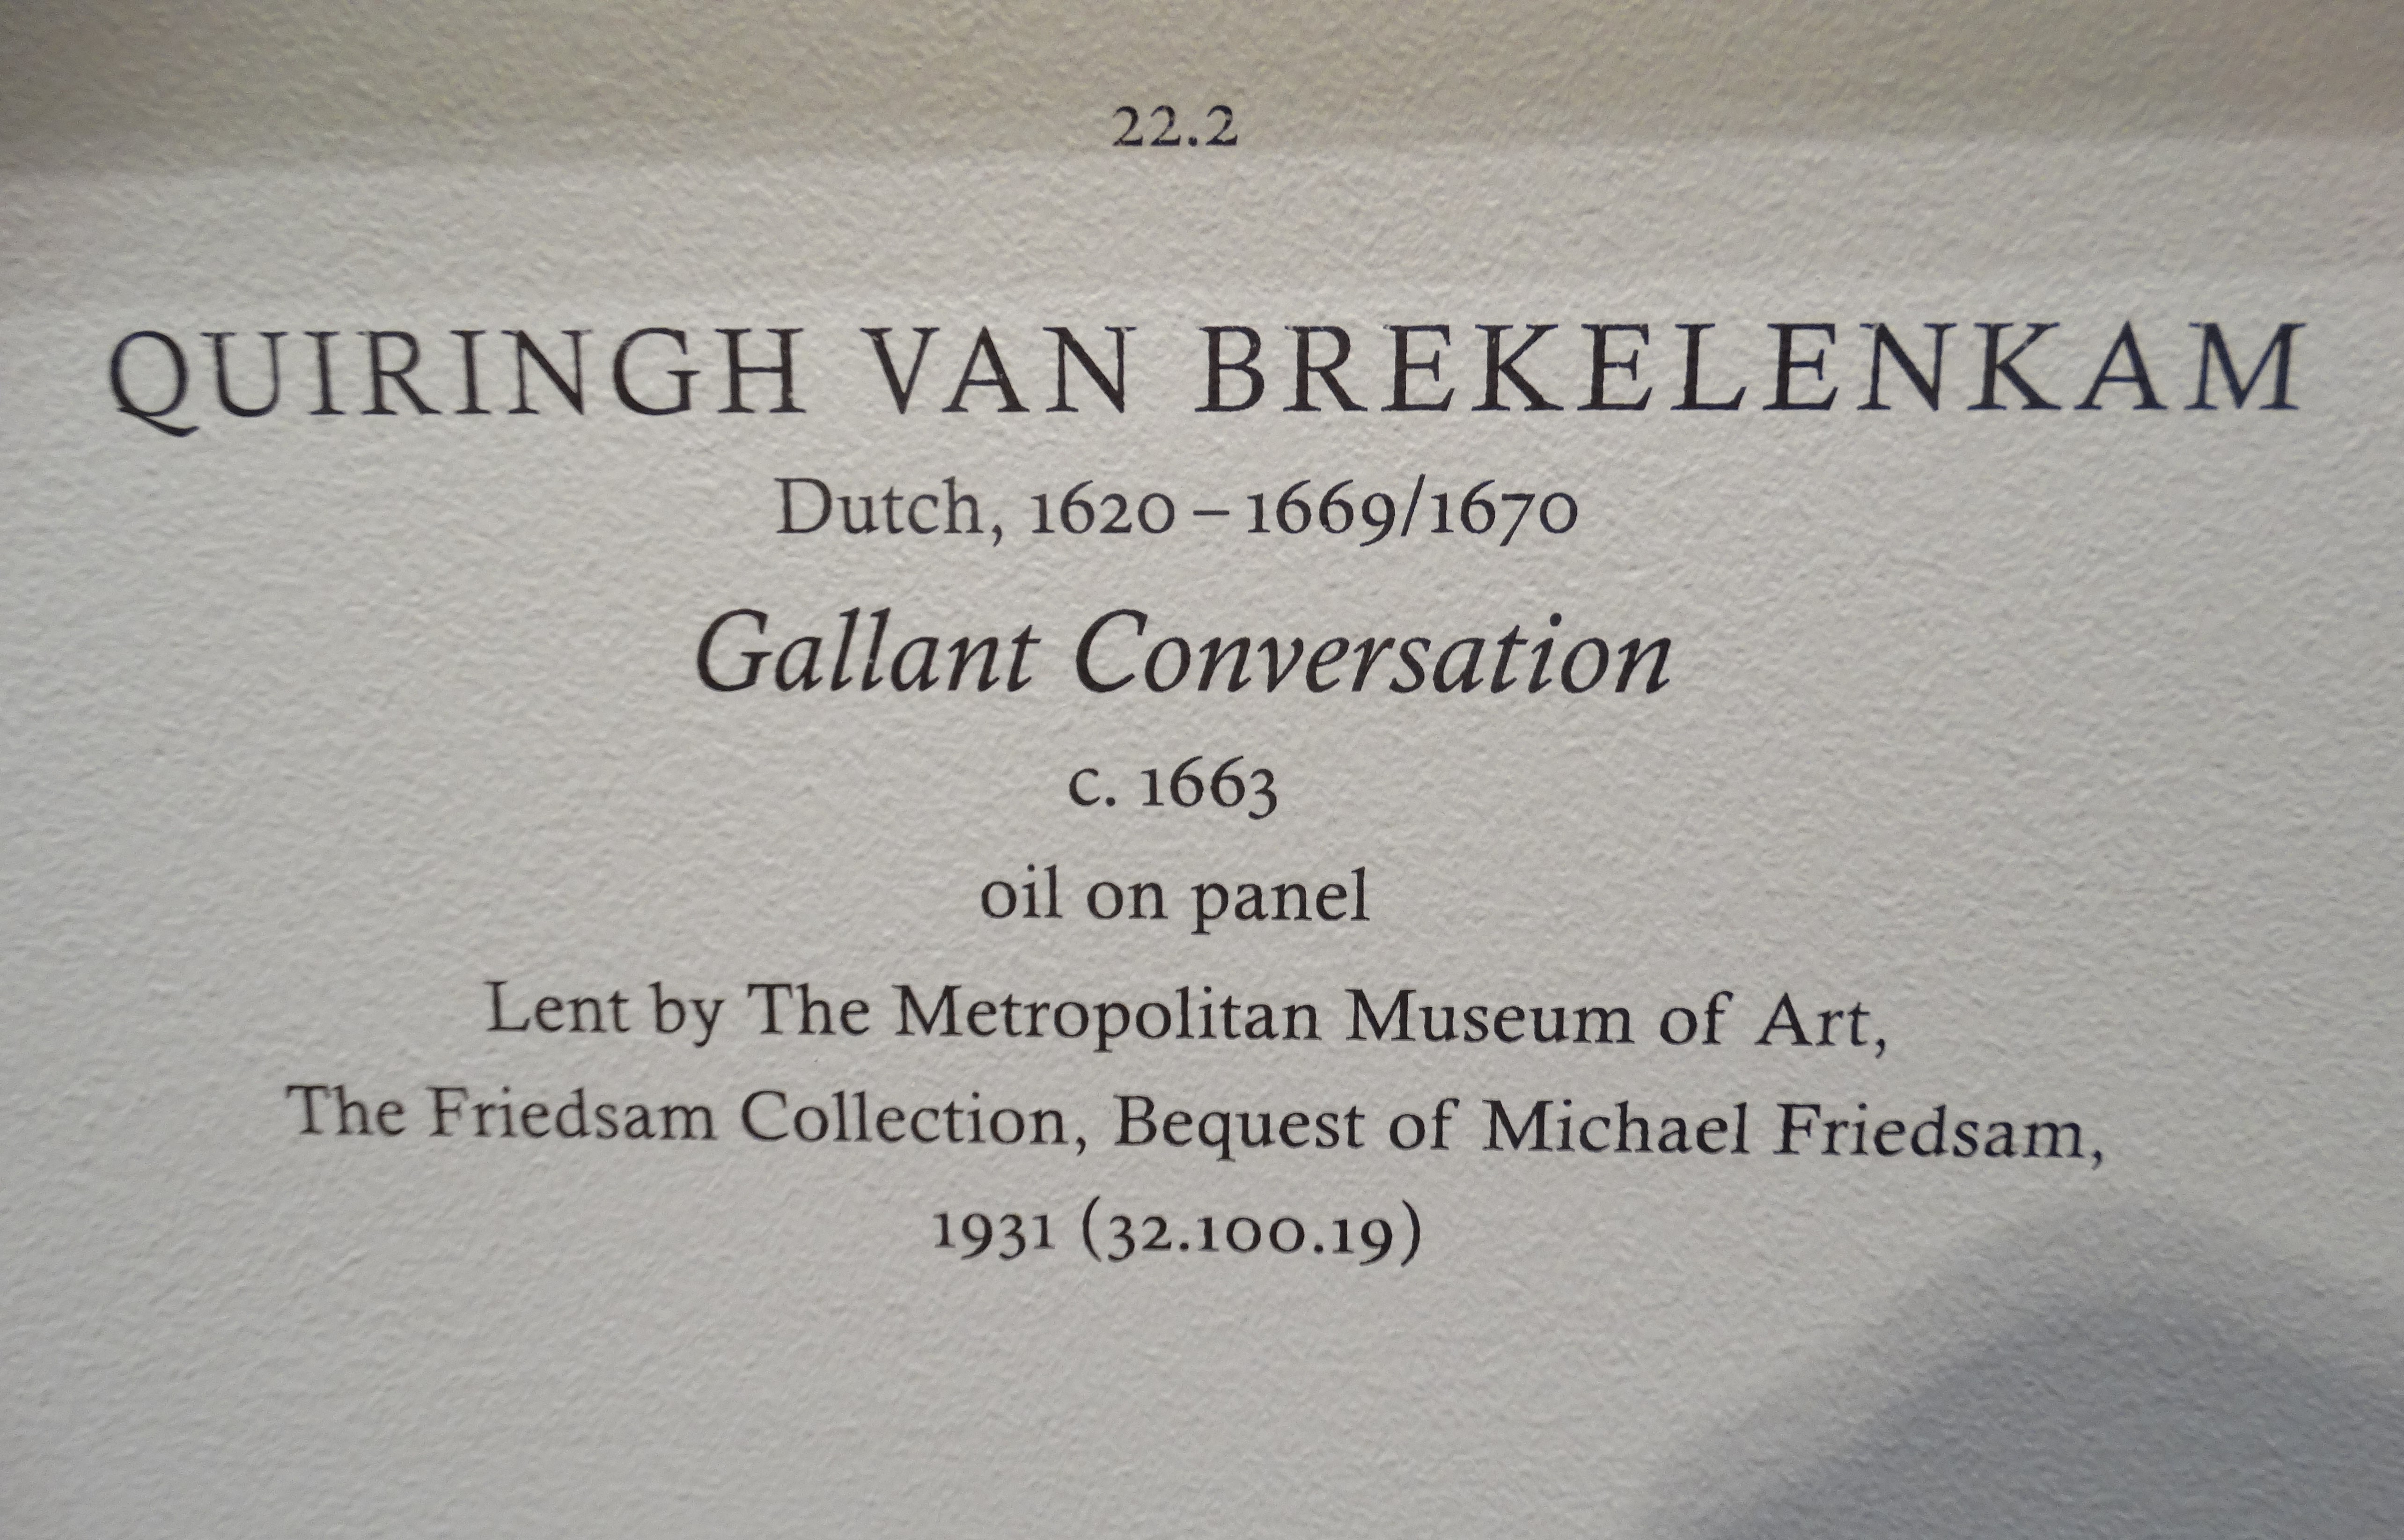 22.2
QUIRINGH VAN BREKELENKAM
Dutch, 1620 – 1669/1670
Gallant Conversation
c. 1663
oil on panel
Lent by The Metropolitan Museum of Art,
The Friedsam Collection, Bequest of Michael Friedsam,
1931 (32.100.19)